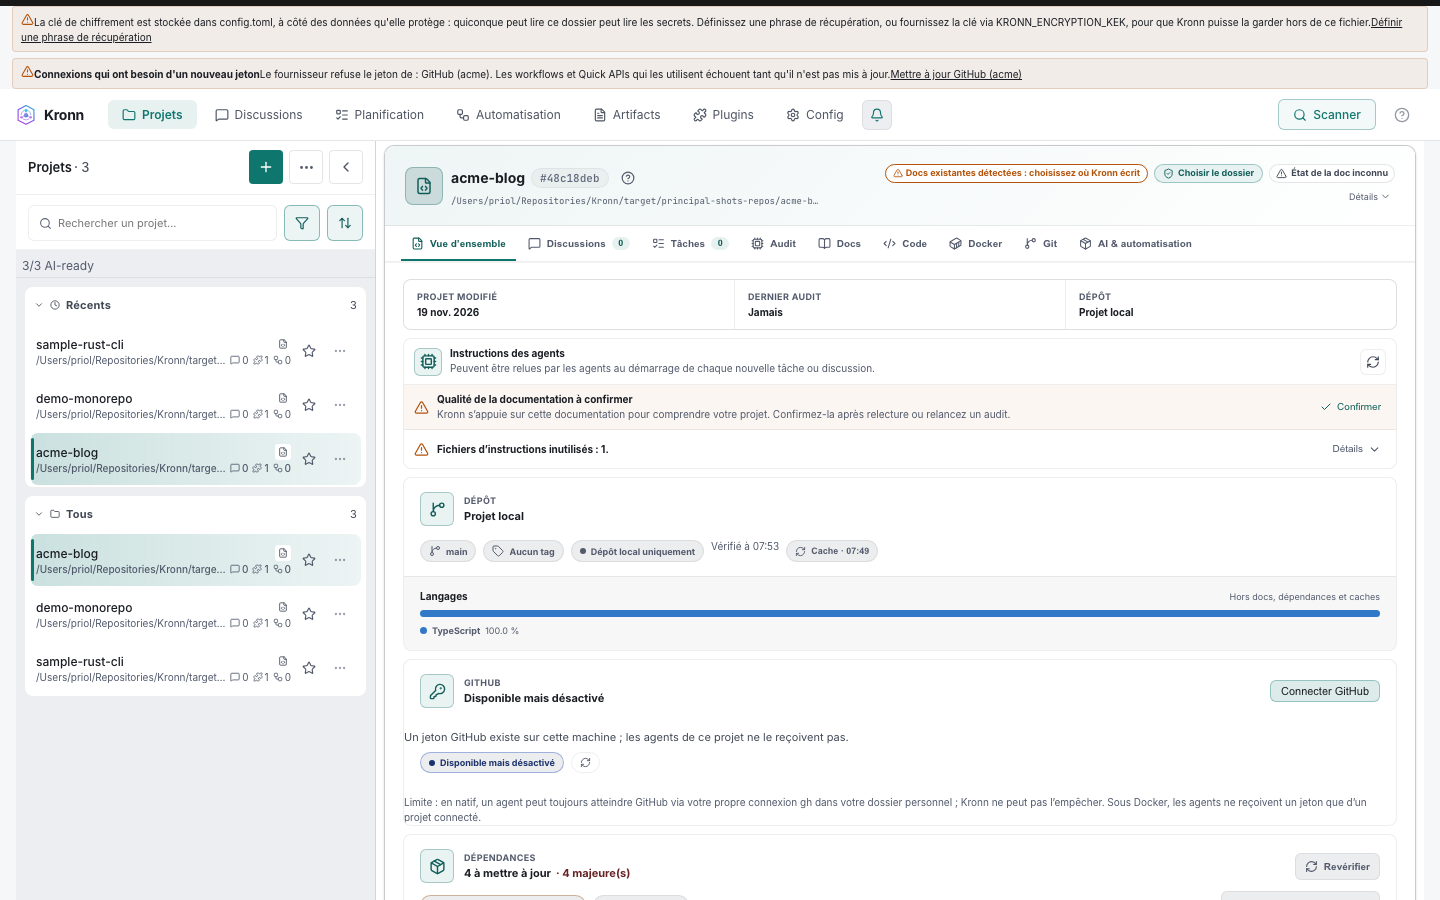 La clé de chiffrement est stockée dans config.toml, à côté des données qu'elle protège : quiconque peut lire ce dossier peut lire les secrets. Définissez une phrase de récupération, ou fournissez la clé via KRONN_ENCRYPTION_KEK, pour que Kronn puisse la garder hors de ce fichier.Définir
une phrase de récupération
Connexions qui ont besoin d'un nouveau jetonLe fournisseur refuse le jeton de : GitHub (acme). Les workflows et Quick APIs qui les utilisent échouent tant qu'il n'est pas mis à jour.Mettre à jour GitHub (acme)
Kronn
Projets
Discussions
Planification
Automatisation
Artifacts
Plugins
Config
Scanner
Projets · 3
Rechercher un projet...
3/3 AI-ready
Récents 3
sample-rust-cli
/Users/priol/Repositories/Kronn/target... 0 1 0
demo-monorepo
/Users/priol/Repositories/Kronn/target... 0 1 0
acme-blog
/Users/priol/Repositories/Kronn/targe... 0 1 0
Tous 3
acme-blog
/Users/priol/Repositories/Kronn/targe... 0 1 0
demo-monorepo
/Users/priol/Repositories/Kronn/target... 0 1 0
sample-rust-cli
/Users/priol/Repositories/Kronn/target... 0 1 0
acme-blog #48c18deb
/Users/priol/Repositories/Kronn/target/principal-shots-repos/acme-b…
Docs existantes détectées : choisissez où Kronn écrit
Choisir le dossier
État de la doc inconnu
Détails
Vue d'ensemble
Discussions 0
Tâches 0
Audit
Docs
Code
Docker
Git
AI & automatisation
PROJET MODIFIÉ
19 nov. 2026
DERNIER AUDIT
Jamais
DÉPÔT
Projet local
Instructions des agents
Peuvent être relues par les agents au démarrage de chaque nouvelle tâche ou discussion.
Qualité de la documentation à confirmer
Kronn s’appuie sur cette documentation pour comprendre votre projet. Confirmez-la après relecture ou relancez un audit.
Confirmer
Fichiers d’instructions inutilisés : 1.
Détails
DÉPÔT
Projet local
main
Aucun tag
Dépôt local uniquement
Vérifié à 07:53
Cache · 07:49
Langages
Hors docs, dépendances et caches
TypeScript 100.0 %
GITHUB
Disponible mais désactivé
Connecter GitHub
Un jeton GitHub existe sur cette machine ; les agents de ce projet ne le reçoivent pas.
Disponible mais désactivé
Limite : en natif, un agent peut toujours atteindre GitHub via votre propre connexion gh dans votre dossier personnel ; Kronn ne peut pas l’empêcher. Sous Docker, les agents ne reçoivent un jeton que d’un
projet connecté.
DÉPENDANCES
4 à mettre à jour · 4 majeure(s)
Revérifier